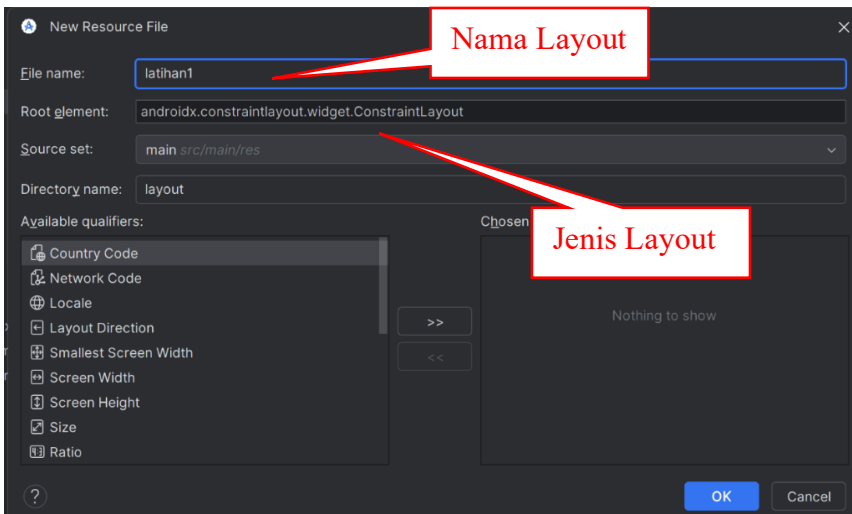 New Resource File
Nama Layout
File name: latihan1
Root element: androidx.constraintlayout.widget.ConstraintLayout
Source set: main src/main/res
Directory name: layout
Available qualifiers: Chosen
Jenis Layout
Country Code
Network Code
Locale
Layout Direction
Smallest Screen Width
Screen Width
Screen Height
Size
Ratio
>>
<<
Nothing to show
?
OK Cancel